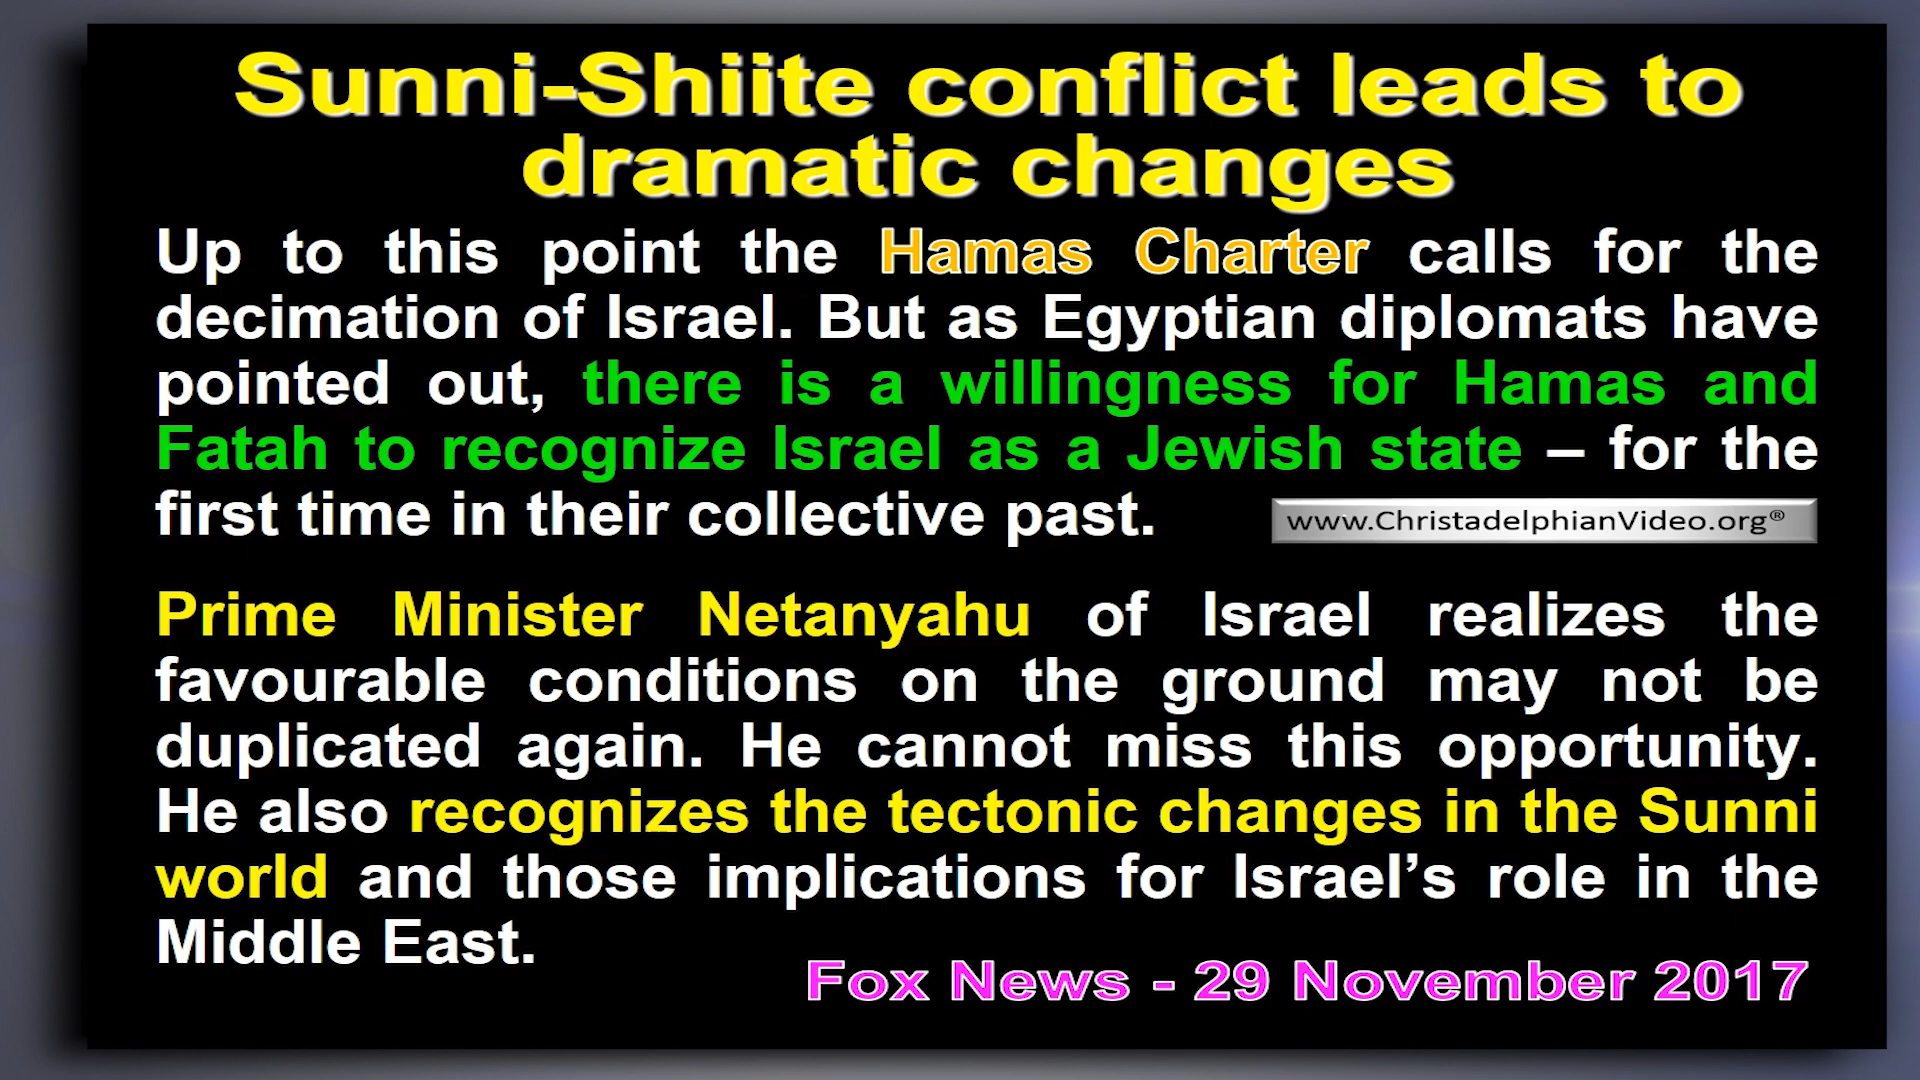 Sunni-Shiite conflict leads to
dramatic changes
Up to this point the Hamas Charter calls for the
decimation of Israel. But as Egyptian diplomats have
pointed out, there is a willingness for Hamas and
Fatah to recognize Israel as a Jewish state – for the
first time in their collective past.
www.ChristadelphianVideo.org®
Prime Minister Netanyahu of Israel realizes the
favourable conditions on the ground may not be
duplicated again. He cannot miss this opportunity.
He also recognizes the tectonic changes in the Sunni
world and those implications for Israel’s role in the
Middle East.
Fox News - 29 November 2017